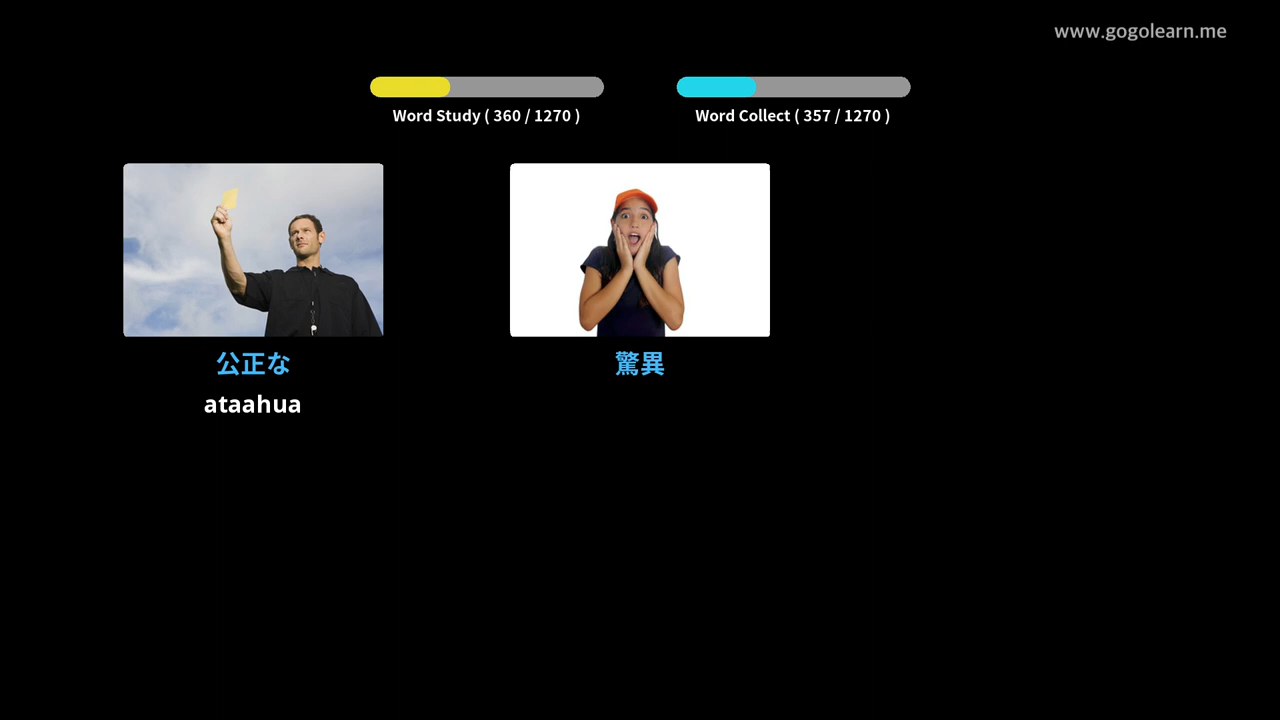 www.gogolearn.me
Word Study ( 360 / 1270 )
Word Collect ( 357 / 1270 )
公正な
驚異
ataahua